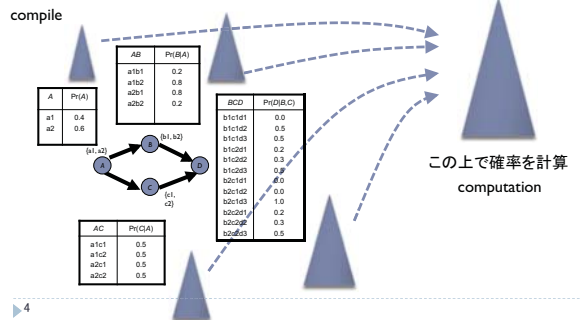 compile
AB Pr(B|A)
a1b1 0.2
a1b2 0.8
a2b1 0.8
a2b2 0.2
A Pr(A)
a1 0.4
a2 0.6
BCD Pr(D|B,C)
b1c1d1 0.0
b1c1d2 0.5
b1c1d3 0.5
b1c2d1 0.2
b1c2d2 0.3
b1c2d3
b2c1d1 0.0
b2c1d2 0.0
b2c1d3 1.0
b2c2d1 0.2
b2c2d2 0.3
b2c2d3 0.5
{a1, a2}
{b1, b2}
A
B
C
D
{c1,
c2}
AC Pr(C|A)
a1c1 0.5
a1c2 0.5
a2c1 0.5
a2c2 0.5
この上で確率を計算
computation
4